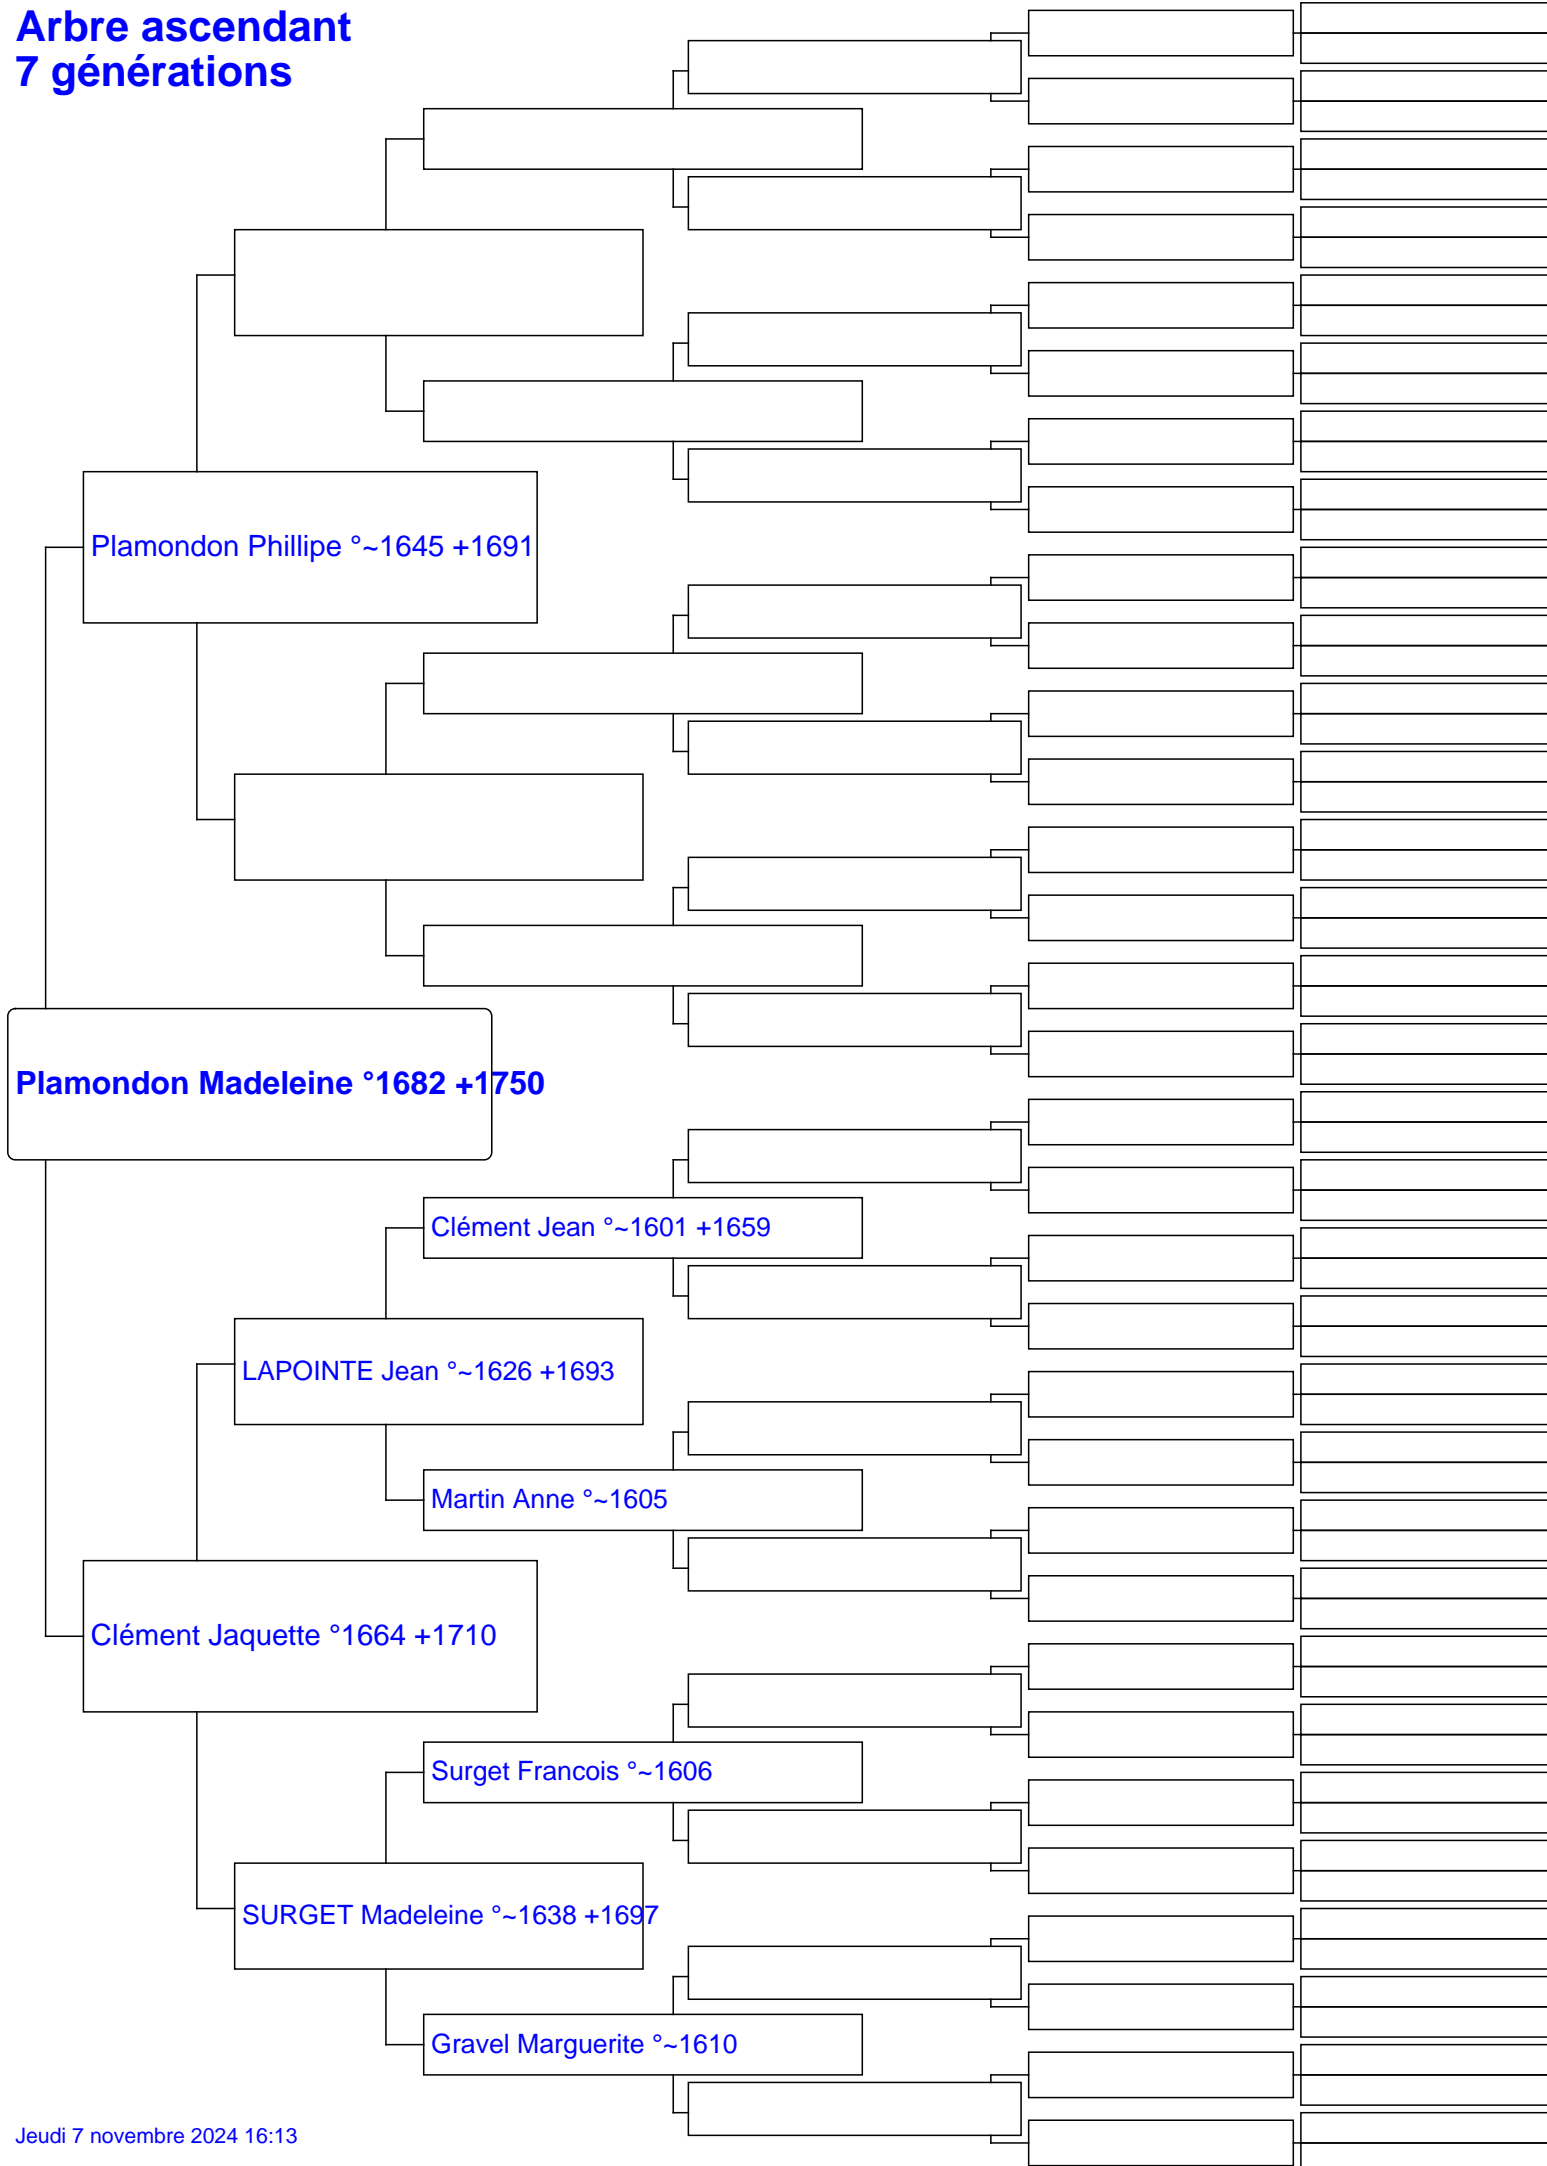 Arbre ascendant
7 générations
Plamondon Phillipe °~1645 +1691
Plamondon Madeleine °1682 +1750
Clément Jean °~1601 +1659
LAPOINTE Jean °~1626 +1693
Martin Anne °~1605
Clément Jaquette °1664 +1710
Surget Francois °~1606
SURGET Madeleine °~1638 +1697
Gravel Marguerite °~1610
Jeudi 7 novembre 2024 16:13